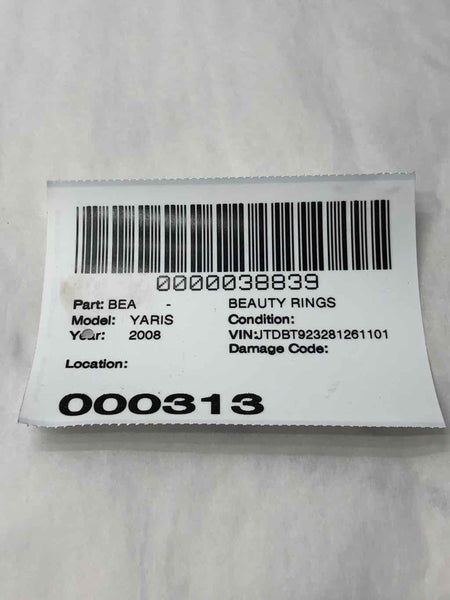 0000038839
Part: BEA - BEAUTY RINGS
Model: YARIS Condition:
Year: 2008 VIN:JTDBT923281261101
Damage Code:
Location:
000313